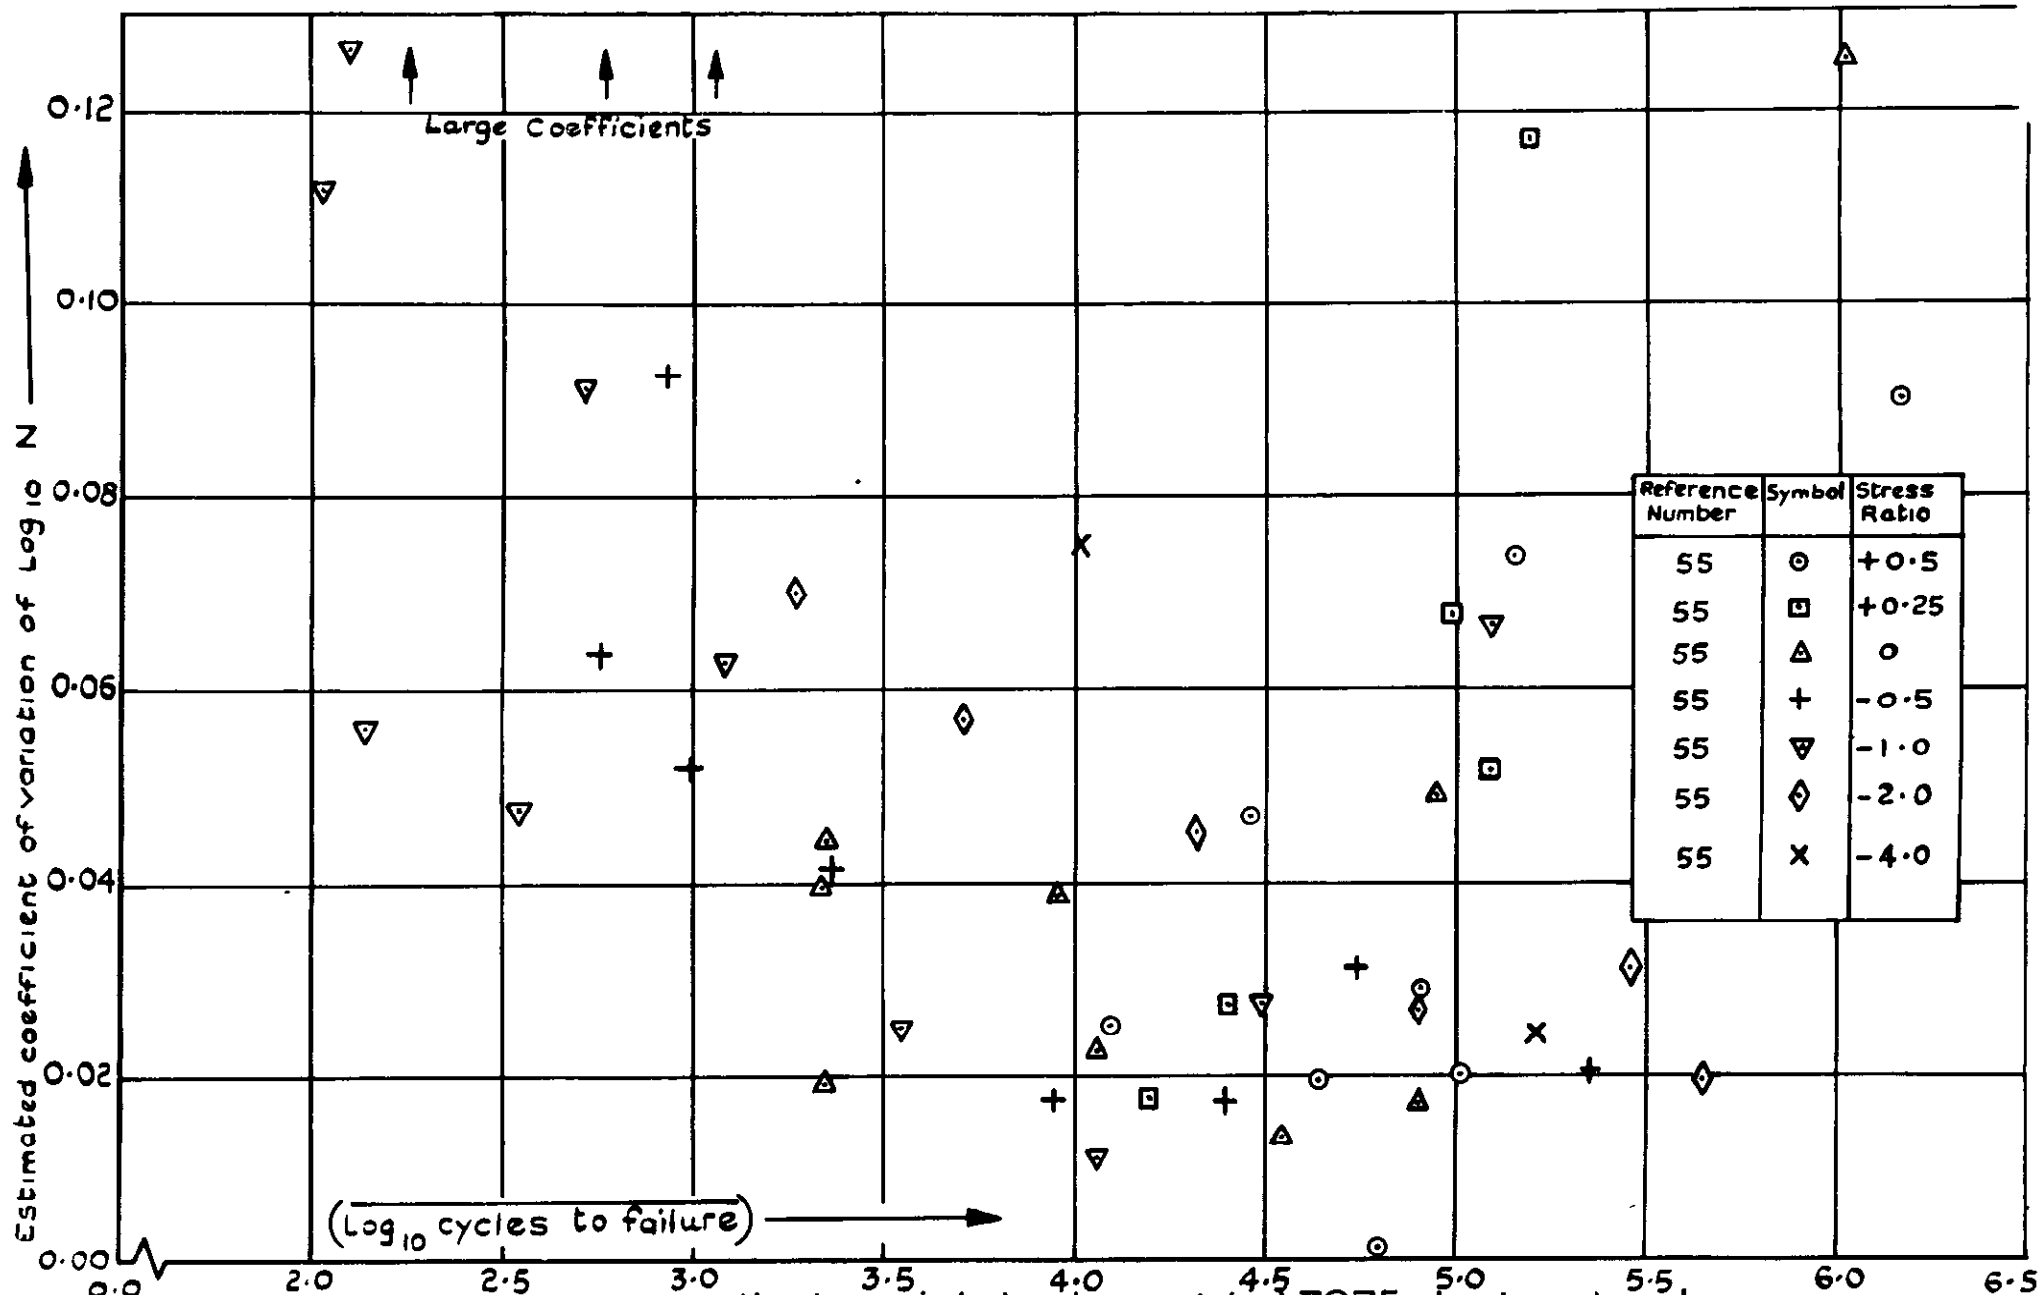 Estimated coefficient of variation of Log10 N
0.12
0.10
0.08
0.06
0.04
0.02
0.00
Large Coefficients
Reference Number Symbol Stress Ratio
55 +0.5
55 +0.25
55 0
55 -0.5
55 -1.0
55 -2.0
55 -4.0
(Log10 cycles to failure)
0.0 2.0 2.5 3.0 3.5 4.0 4.5 5.0 5.5 6.0 6.5